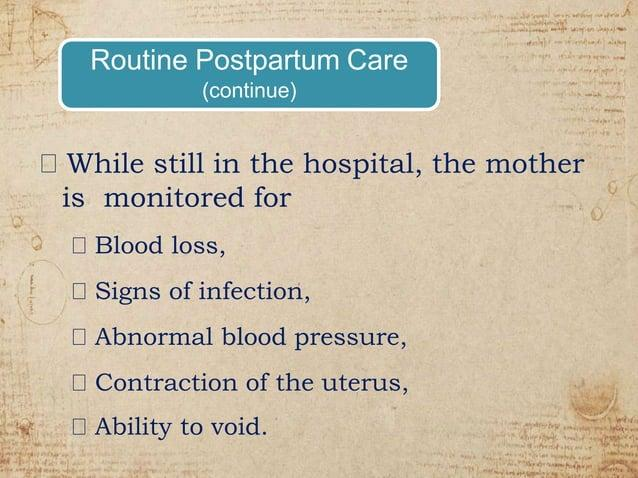 Routine Postpartum Care
(continue)
While still in the hospital, the mother
is monitored for
Blood loss,
Signs of infection,
Abnormal blood pressure,
Contraction of the uterus,
Ability to void.